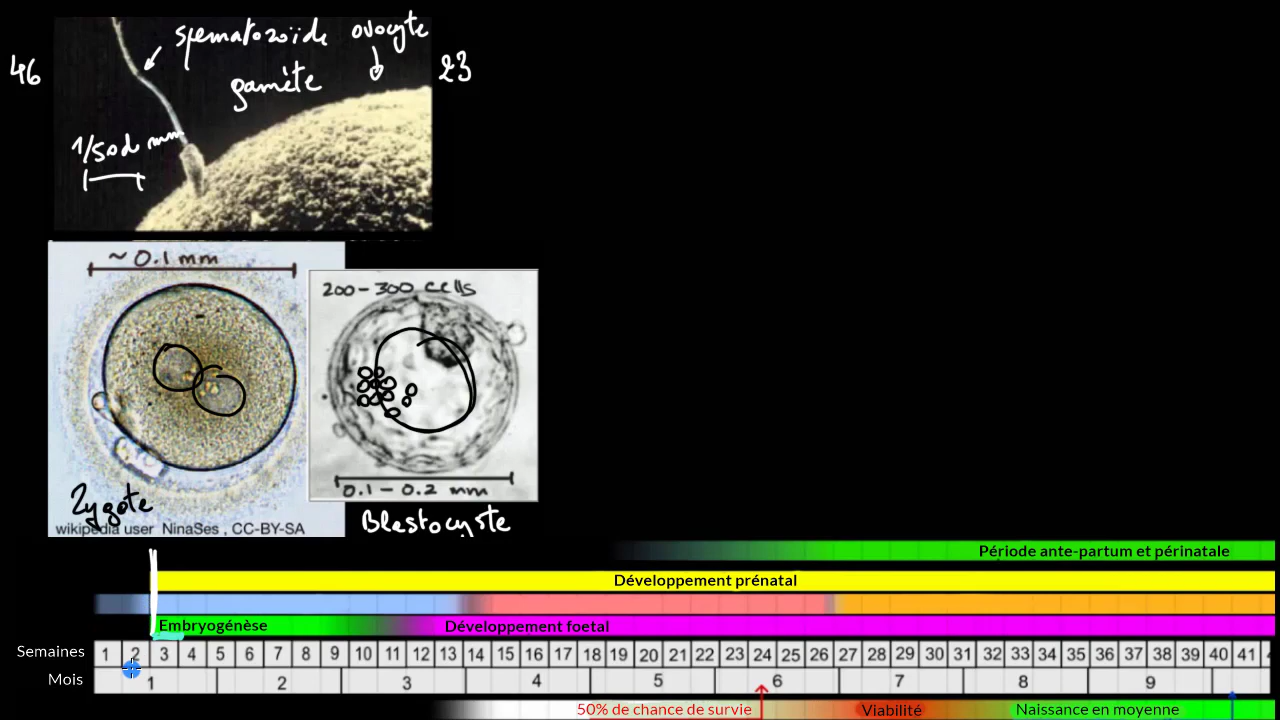 spematozoïde ovocyte
46
gamète
23
1/50 de mm
~ 0.1 mm
200-300 cells
Zygote
0.1 - 0.2 mm
wikipedia user NinaSes , CC-BY-SA
Blastocyste
Période ante-partum et périnatale
Développement prénatal
Embryogénèse
Développement foetal
Semaines 1 2 3 4 5 6 7 8 9 10 11 12 13 14 15 16 17 18 19 20 21 22 23 24 25 26 27 28 29 30 31 32 33 34 35 36 37 38 39 40 41
Mois 1 2 3 4 5 6 7 8 9
50% de chance de survie
Viabilité
Naissance en moyenne